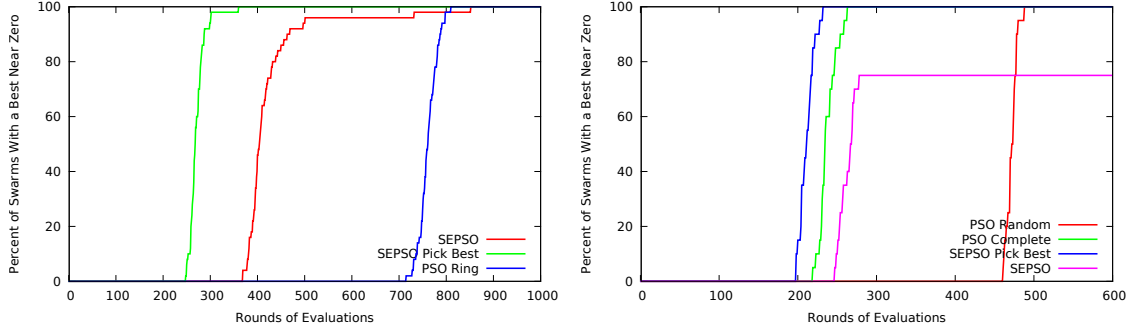 Percent of Swarms With a Best Near Zero
100
80
60
40
20
0
SEPSO
SEPSO Pick Best
PSO Ring
0 100 200 300 400 500 600 700 800 900 1000
Rounds of Evaluations
Percent of Swarms With a Best Near Zero
100
80
60
40
20
0
PSO Random
PSO Complete
SEPSO Pick Best
SEPSO
0 100 200 300 400 500 600
Rounds of Evaluations